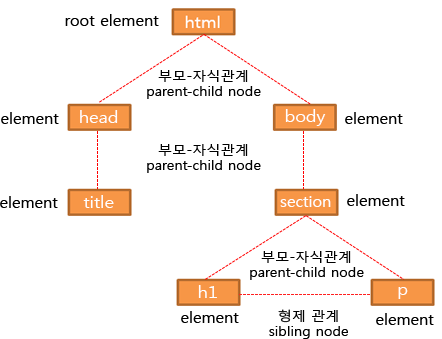 root element html
부모-자식관계
parent-child node
element head body element
부모-자식관계
parent-child node
element title section element
부모-자식관계
parent-child node
h1 p
element 형제 관계 element
sibling node